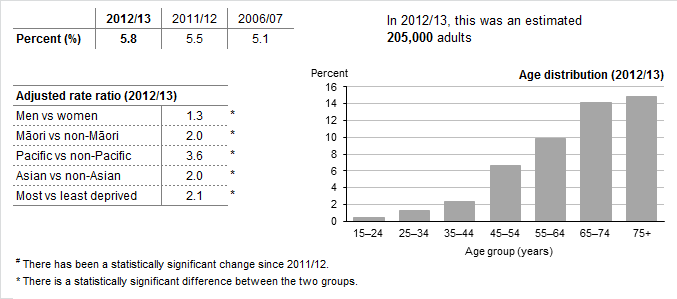 2012/13 2011/12 2006/07
Percent (%) 5.8 5.5 5.1
In 2012/13, this was an estimated
205,000 adults
Adjusted rate ratio (2012/13)
Men vs women 1.3 *
Māori vs non-Māori 2.0 *
Pacific vs non-Pacific 3.6 *
Asian vs non-Asian 2.0 *
Most vs least deprived 2.1 *
Percent Age distribution (2012/13)
16
14
12
10
8
6
4
2
0
15–24 25–34 35–44 45–54 55–64 65–74 75+
Age group (years)
# There has been a statistically significant change since 2011/12.
* There is a statistically significant difference between the two groups.